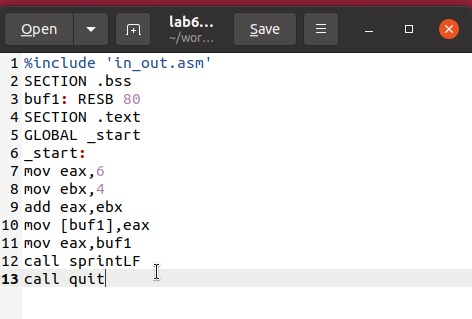 Open
lab6...
~/wor...
Save
1 %include 'in_out.asm'
2 SECTION .bss
3 buf1: RESB 80
4 SECTION .text
5 GLOBAL _start
6 _start:
7 mov eax,6
8 mov ebx,4
9 add eax,ebx
10 mov [buf1],eax
11 mov eax,buf1
12 call sprintLF
13 call quit